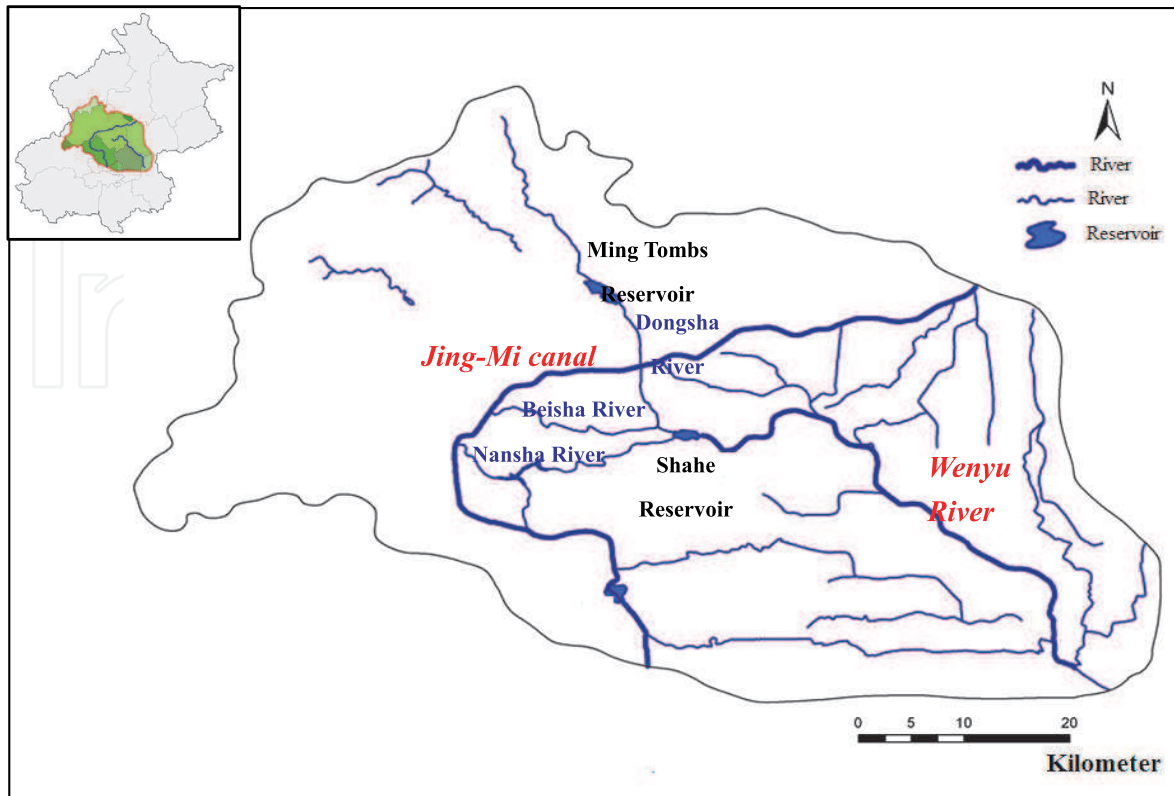 N
River
River
Reservoir
Ming Tombs
Reservoir
Dongsha
River
Jing-Mi canal
Beisha River
Nansha River
Shahe
Reservoir
Wenyu
River
0 5 10 20
Kilometer